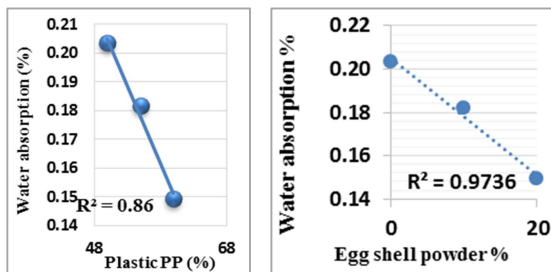 Water absorption (%)
0.21
0.20
0.19
0.18
0.17
0.16
0.15
0.14
R² = 0.86
48
68
Plastic PP (%)
Water absorption %
0.22
0.20
0.18
0.16
0.14
R² = 0.9736
0
20
Egg shell powder %